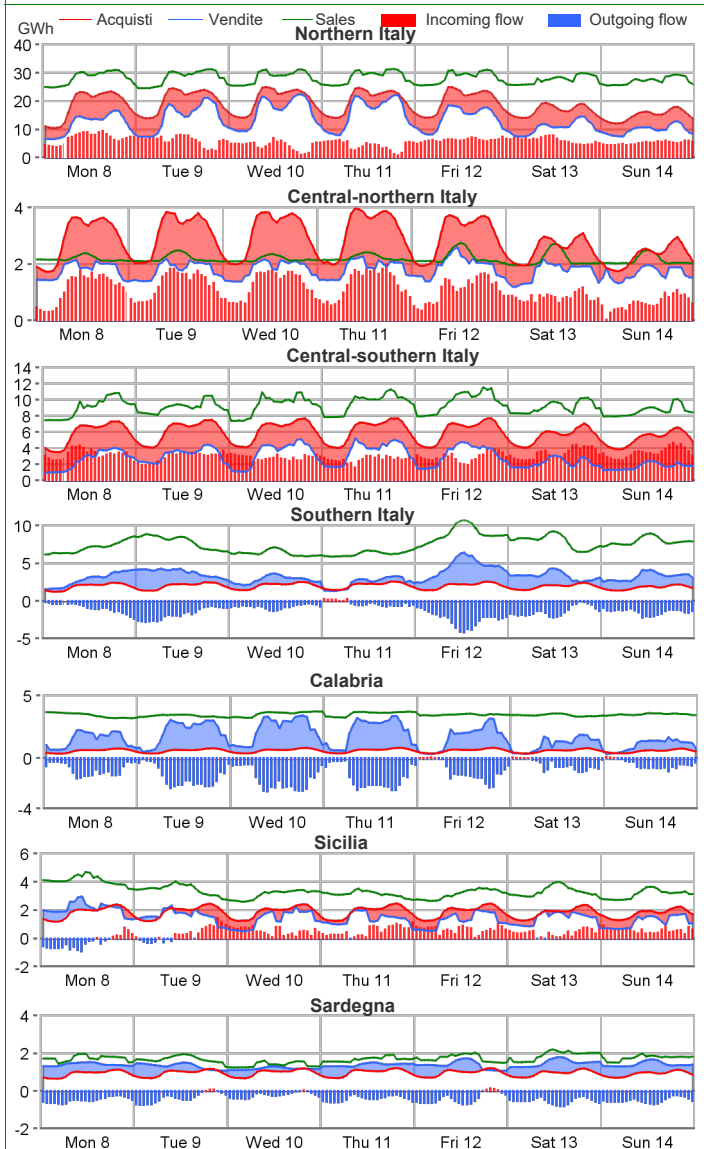 Acquisti Vendite Sales Incoming flow Outgoing flow
GWh
Northern Italy
40
30
20
10
0
Mon 8 Tue 9 Wed 10 Thu 11 Fri 12 Sat 13 Sun 14
Central-northern Italy
4
2
0
Mon 8 Tue 9 Wed 10 Thu 11 Fri 12 Sat 13 Sun 14
Central-southern Italy
14
12
10
8
6
4
2
0
Mon 8 Tue 9 Wed 10 Thu 11 Fri 12 Sat 13 Sun 14
Southern Italy
10
5
0
-5
Mon 8 Tue 9 Wed 10 Thu 11 Fri 12 Sat 13 Sun 14
Calabria
5
0
-4
Mon 8 Tue 9 Wed 10 Thu 11 Fri 12 Sat 13 Sun 14
Sicilia
6
4
2
0
-2
Mon 8 Tue 9 Wed 10 Thu 11 Fri 12 Sat 13 Sun 14
Sardegna
4
2
0
-2
Mon 8 Tue 9 Wed 10 Thu 11 Fri 12 Sat 13 Sun 14